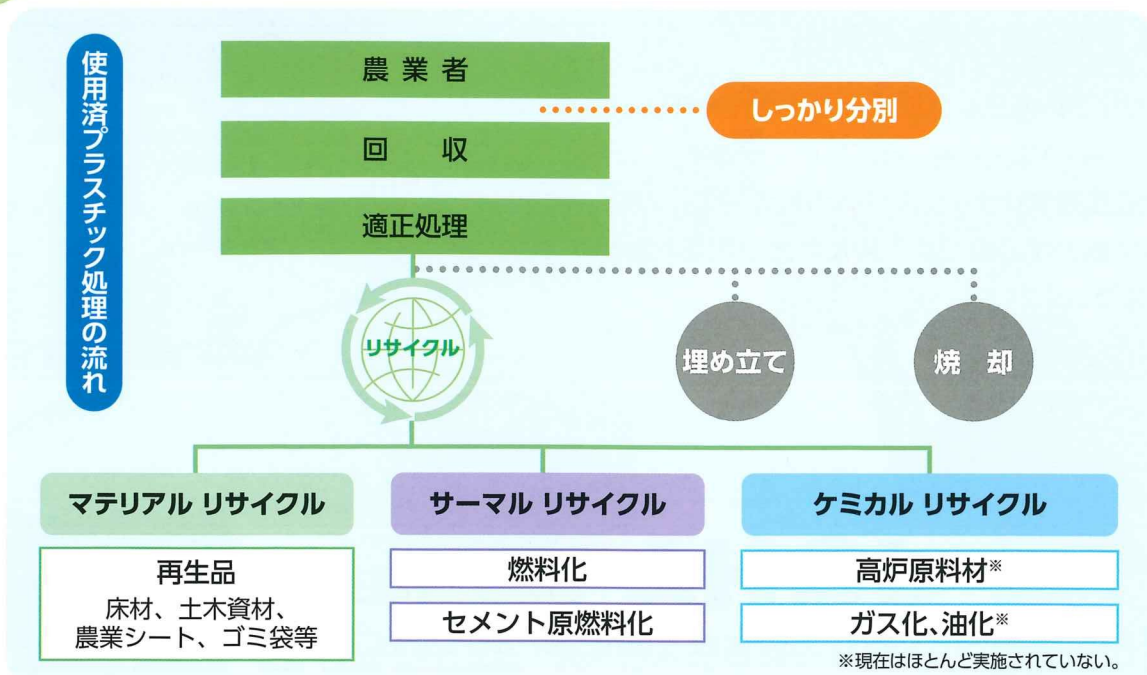 使用済プラスチック処理の流れ
農業者
しっかり分別
回収
適正処理
リサイクル
埋め立て
焼却
マテリアル リサイクル
サーマル リサイクル
ケミカル リサイクル
再生品
床材、土木資材、
農業シート、ゴミ袋等
燃料化
セメント原燃料化
高炉原料材※
ガス化、油化※
※現在はほとんど実施されていない。